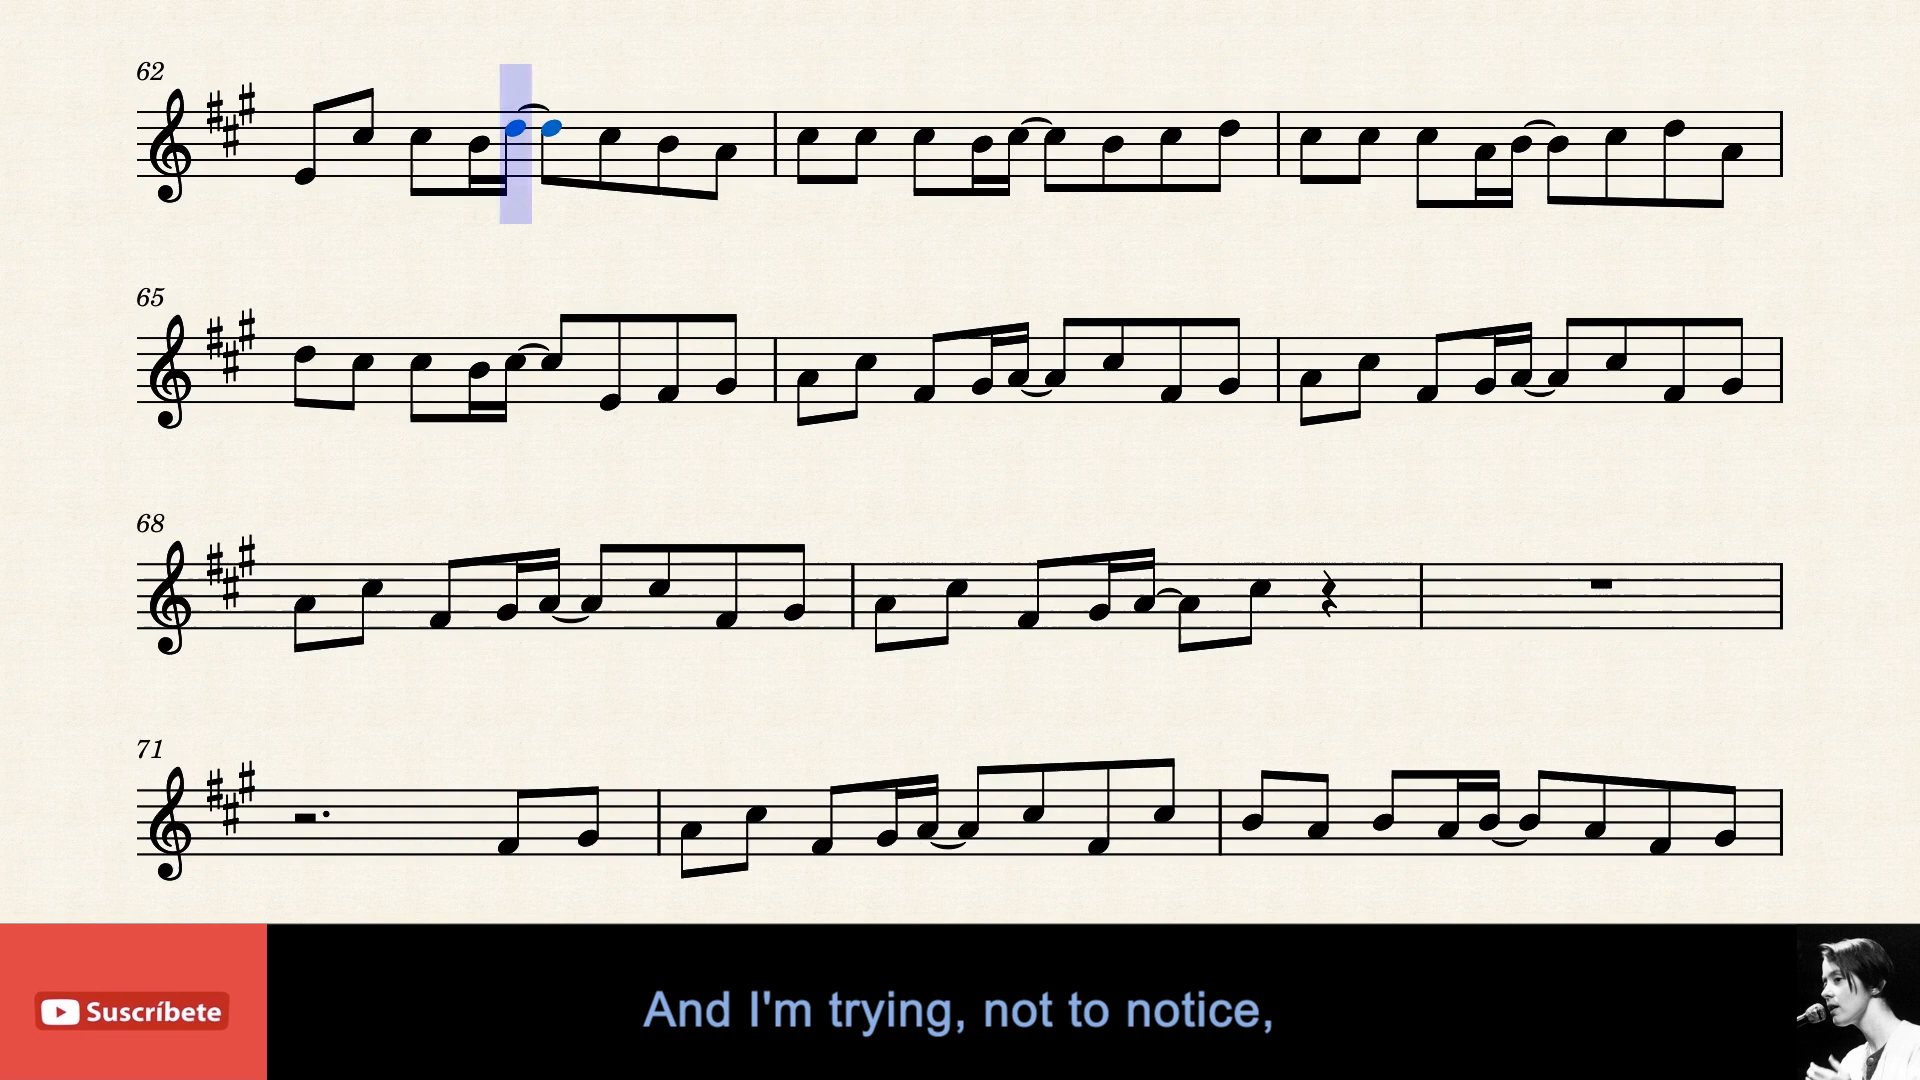 62
65
68
71
Suscríbete
And I'm trying, not to notice,